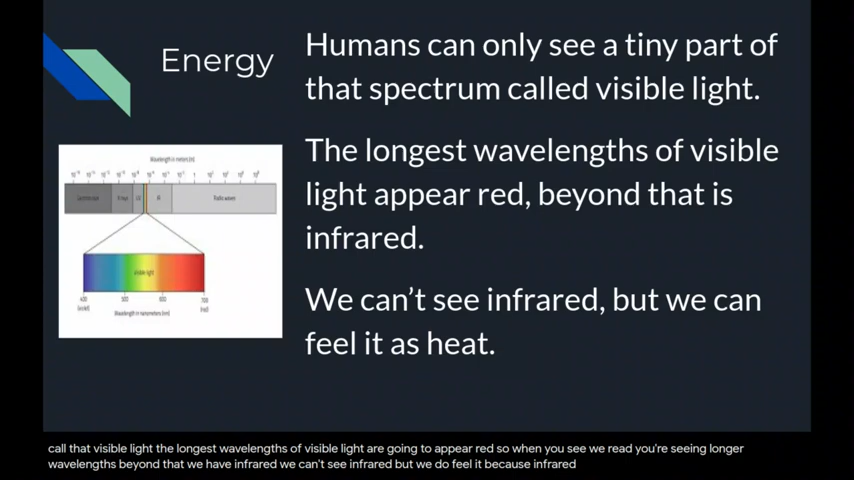 Energy
Humans can only see a tiny part of
that spectrum called visible light.
The longest wavelengths of visible
light appear red, beyond that is
infrared.
We can't see infrared, but we can
feel it as heat.
Wavelength in meters (m)
X-rays
UV
IR
Radio waves
Visible light
400
500
600
700
Wavelength in nanometers (nm)
call that visible light the longest wavelengths of visible light are going to appear red so when you see we read you're seeing longer
wavelengths beyond that we have infrared we can't see infrared but we do feel it because infrared